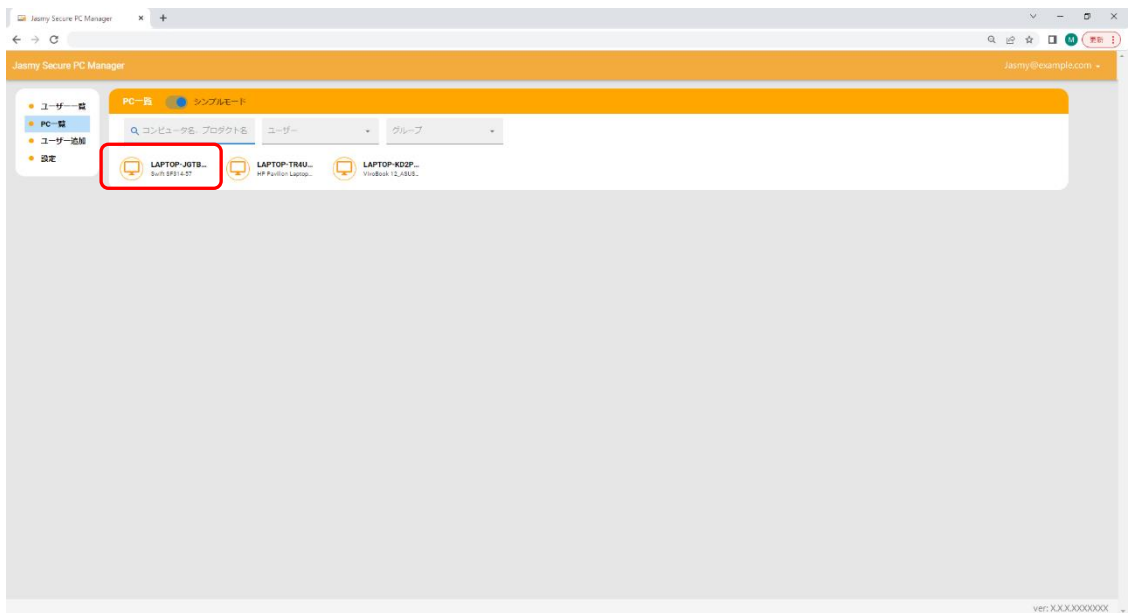 Jasmy Secure PC Manager
更新
Jasmy Secure PC Manager
Jasmy@example.com
ユーザー一覧
PC一覧
ユーザー追加
設定
PC一覧 シンプルモード
コンピュータ名、プロダクト名 ユーザー グループ
LAPTOP-JGTB... LAPTOP-TR4U... LAPTOP-KD2P...
Swift SF314-57 HP Pavilion Laptop... VivoBook 12_ASUS...
ver: X.X.X.XXXXXXX